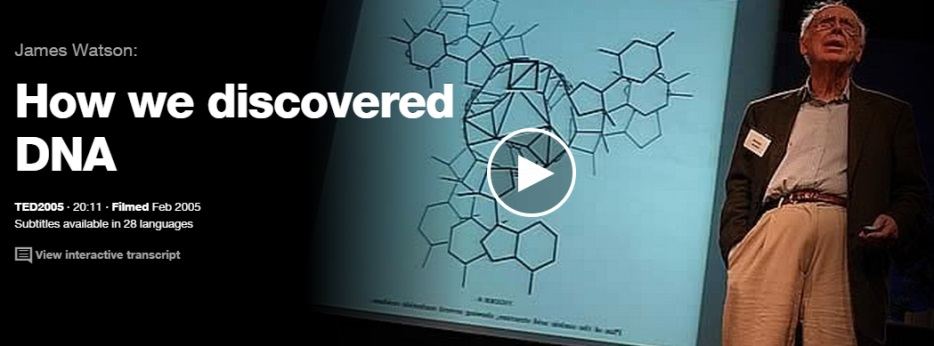 James Watson:
How we discovered
DNA
TED2005 · 20:11 · Filmed Feb 2005
Subtitles available in 28 languages
View interactive transcript